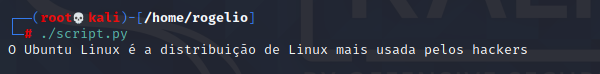 ┌──(root💀kali)-[/home/rogelio]
└─# ./script.py
O Ubuntu Linux é a distribuição de Linux mais usada pelos hackers